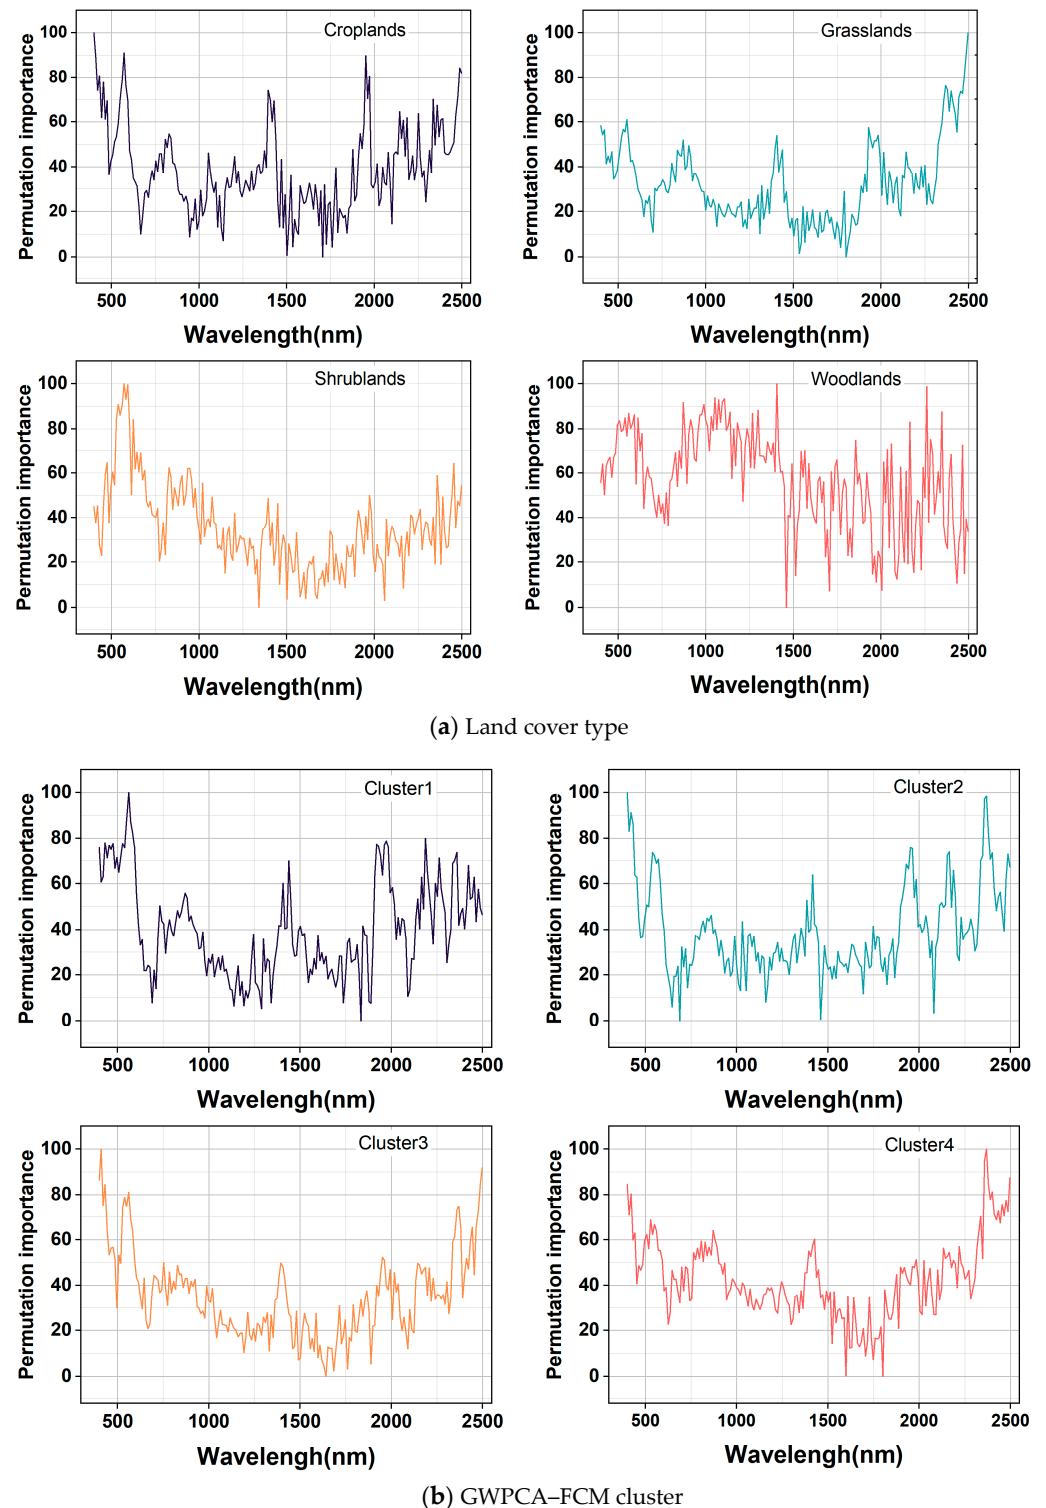 Croplands
Permutation importance
100
80
60
40
20
0
500 1000 1500 2000 2500
Wavelength(nm)
Grasslands
Permutation importance
100
80
60
40
20
0
500 1000 1500 2000 2500
Wavelength(nm)
Shrublands
Permutation importance
100
80
60
40
20
0
500 1000 1500 2000 2500
Wavelength(nm)
Woodlands
Permutation importance
100
80
60
40
20
0
500 1000 1500 2000 2500
Wavelength(nm)
(a) Land cover type
Cluster1
Permutation importance
100
80
60
40
20
0
500 1000 1500 2000 2500
Wavelengh(nm)
Cluster2
Permutation importance
100
80
60
40
20
0
500 1000 1500 2000 2500
Wavelengh(nm)
Cluster3
Permutation importance
100
80
60
40
20
0
500 1000 1500 2000 2500
Wavelengh(nm)
Cluster4
Permutation importance
100
80
60
40
20
0
500 1000 1500 2000 2500
Wavelengh(nm)
(b) GWPCA–FCM cluster